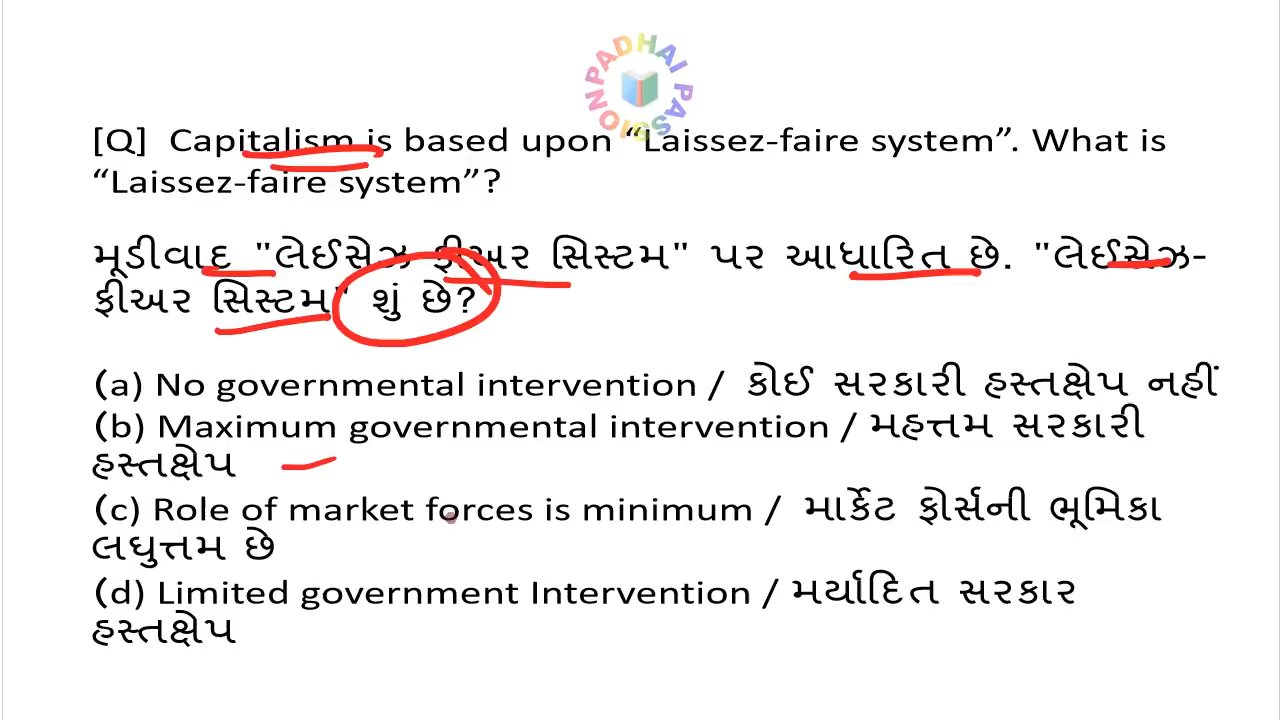 PADHAI PASSION
[Q] Capitalism is based upon “Laissez-faire system”. What is
“Laissez-faire system”?
મૂડીવાદ "લેઈસેઝ ફીઅર સિસ્ટમ" પર આધારિત છે. "લેઈસેઝ-
ફીઅર સિસ્ટમ" શું છે?
(a) No governmental intervention / કોઈ સરકારી હસ્તક્ષેપ નહીં
(b) Maximum governmental intervention / મહત્તમ સરકારી
હસ્તક્ષેપ
(c) Role of market forces is minimum / માર્કેટ ફોર્સની ભૂમિકા
લઘુત્તમ છે
(d) Limited government Intervention / મર્યાદિત સરકાર
હસ્તક્ષેપ